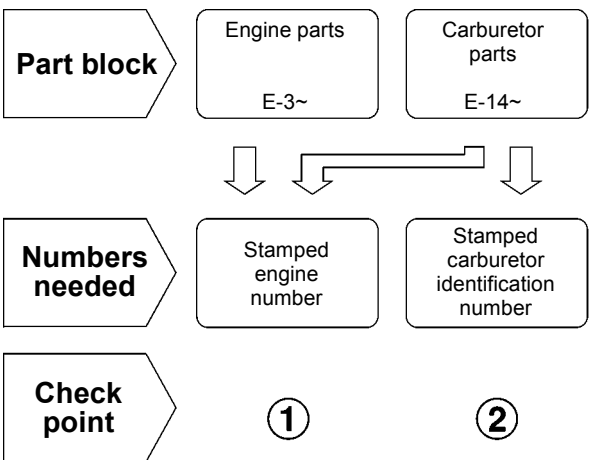 Part block
Engine parts
E-3~
Carburetor
parts
E-14~
Numbers
needed
Stamped
engine
number
Stamped
carburetor
identification
number
Check
point
①
②